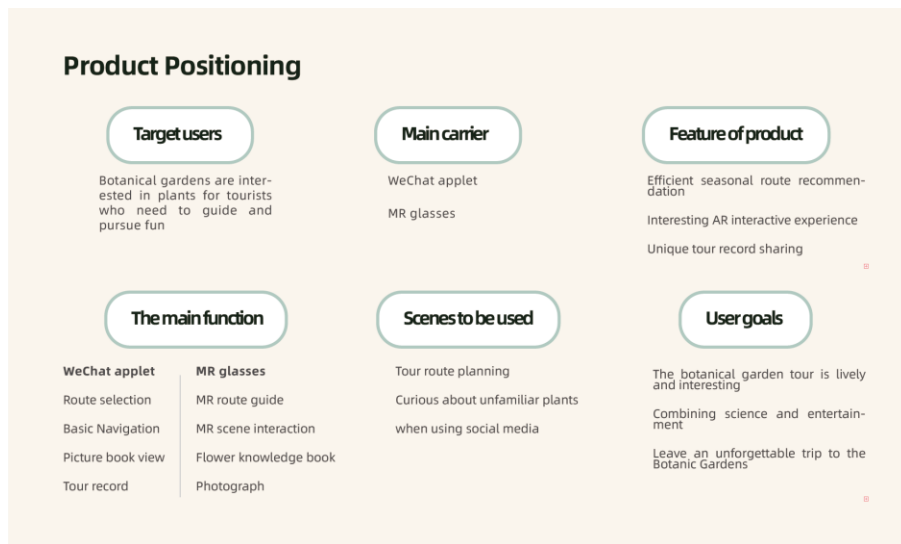 Product Positioning
Target users
Botanical gardens are inter-
ested in plants for tourists
who need to guide and
pursue fun
Main carrier
WeChat applet
MR glasses
Feature of product
Efficient seasonal route recommen-
dation
Interesting AR interactive experience
Unique tour record sharing
The main function
WeChat applet
Route selection
Basic Navigation
Picture book view
Tour record
MR glasses
MR route guide
MR scene interaction
Flower knowledge book
Photograph
Scenes to be used
Tour route planning
Curious about unfamiliar plants
when using social media
User goals
The botanical garden tour is lively
and interesting
Combining science and entertain-
ment
Leave an unforgettable trip to the
Botanic Gardens